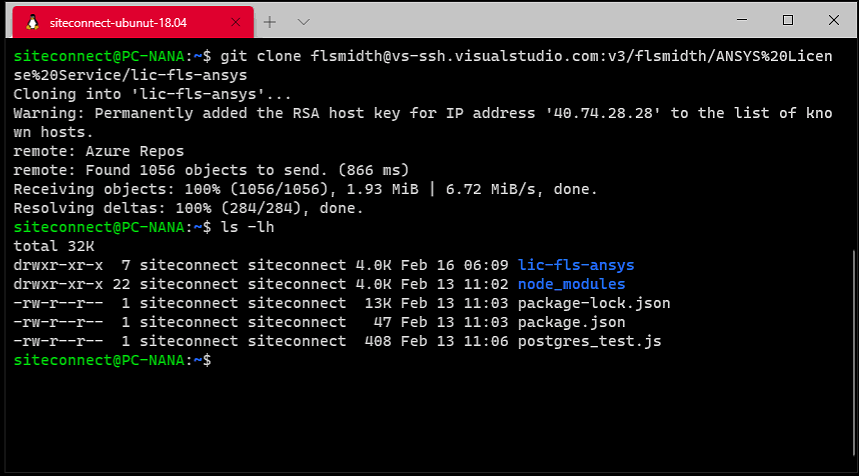 siteconnect-ubunut-18.04
siteconnect@PC-NANA:~$ git clone flsmidth@vs-ssh.visualstudio.com:v3/flsmidth/ANSYS%20Licen
se%20Service/lic-fls-ansys
Cloning into 'lic-fls-ansys'...
Warning: Permanently added the RSA host key for IP address '40.74.28.28' to the list of kno
wn hosts.
remote: Azure Repos
remote: Found 1056 objects to send. (866 ms)
Receiving objects: 100% (1056/1056), 1.93 MiB | 6.72 MiB/s, done.
Resolving deltas: 100% (284/284), done.
siteconnect@PC-NANA:~$ ls -lh
total 32K
drwxr-xr-x  7 siteconnect siteconnect 4.0K Feb 16 06:09 lic-fls-ansys
drwxr-xr-x 22 siteconnect siteconnect 4.0K Feb 13 11:02 node_modules
-rw-r--r--  1 siteconnect siteconnect  13K Feb 13 11:03 package-lock.json
-rw-r--r--  1 siteconnect siteconnect   47 Feb 13 11:03 package.json
-rw-r--r--  1 siteconnect siteconnect  408 Feb 13 11:06 postgres_test.js
siteconnect@PC-NANA:~$